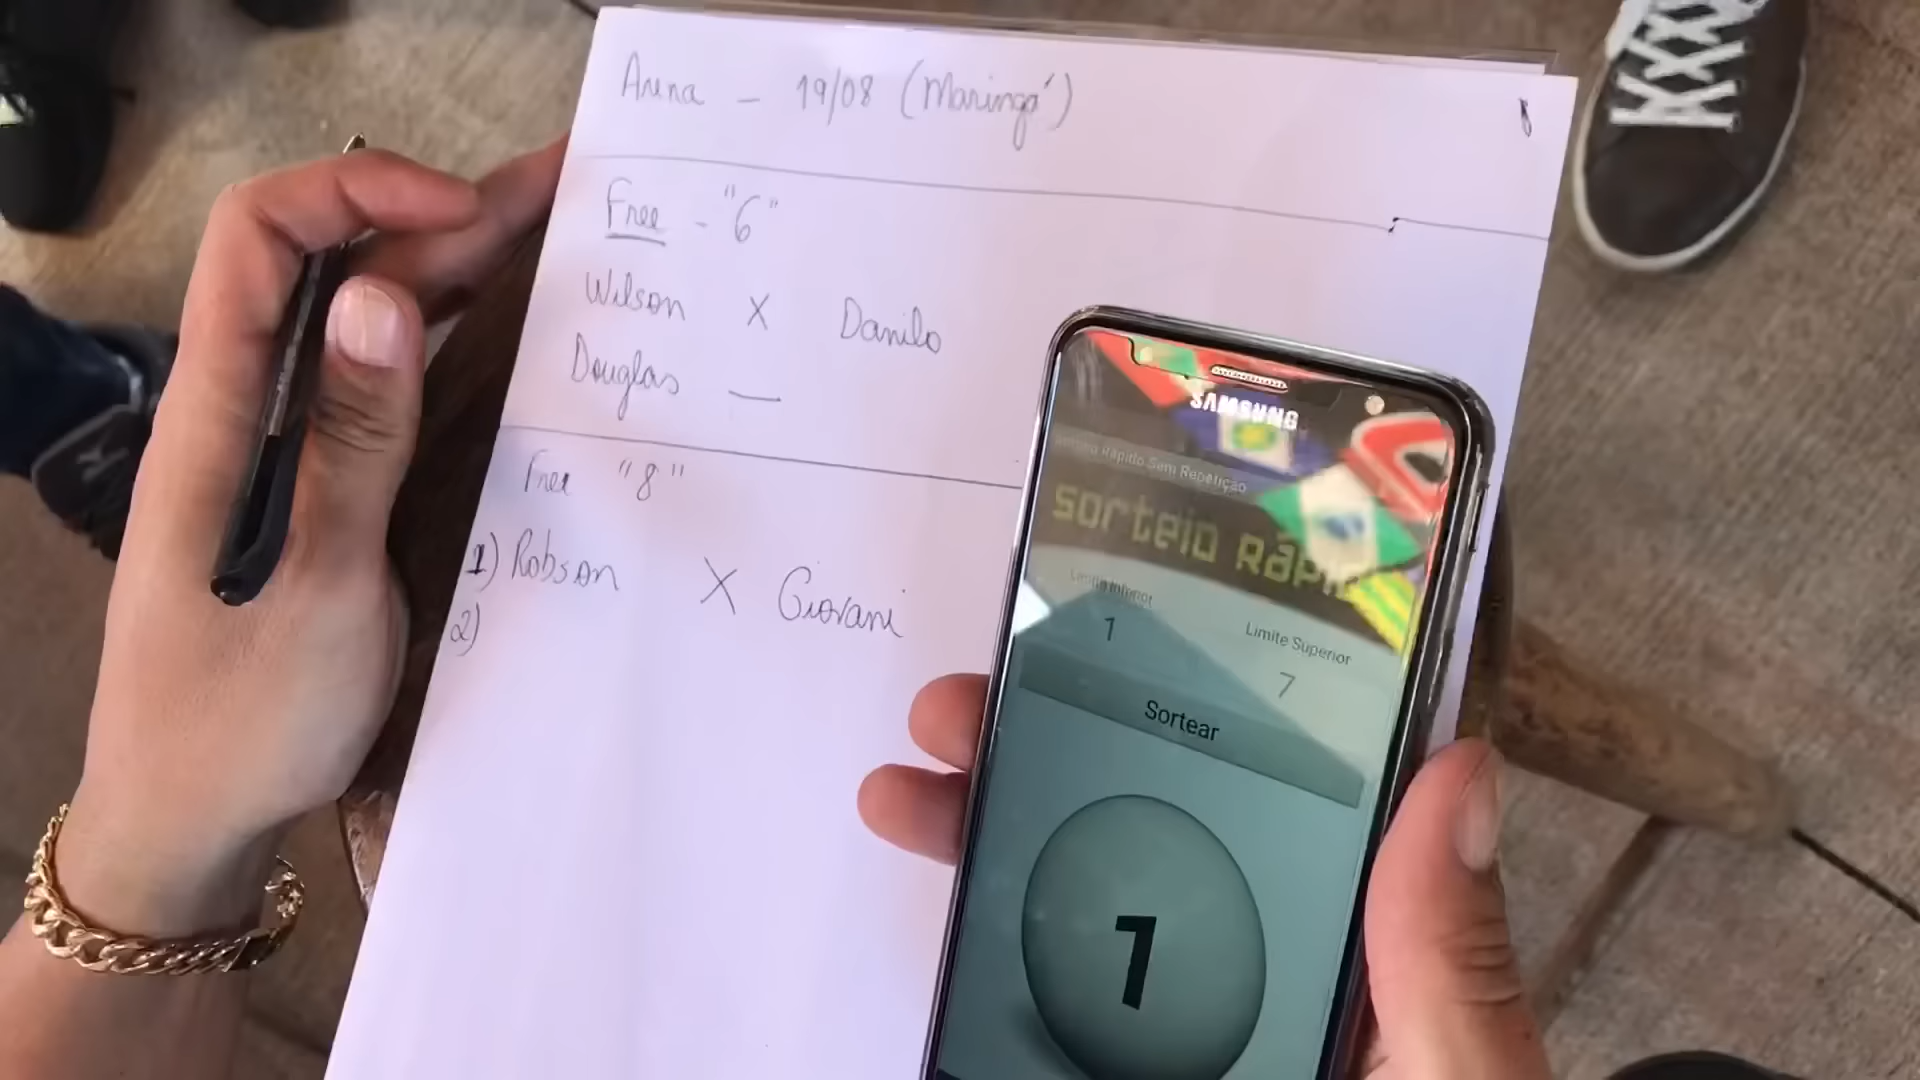 Arena - 19/08 (Maringá)
Free - "6"
Wilson X Danilo
Douglas —
Free "8"
1) Robson X Giovani
2)
SAMSUNG
Rápido Sem Repetição
sorteio Rápi
Limite Inferior
1
Limite Superior
7
Sortear
1